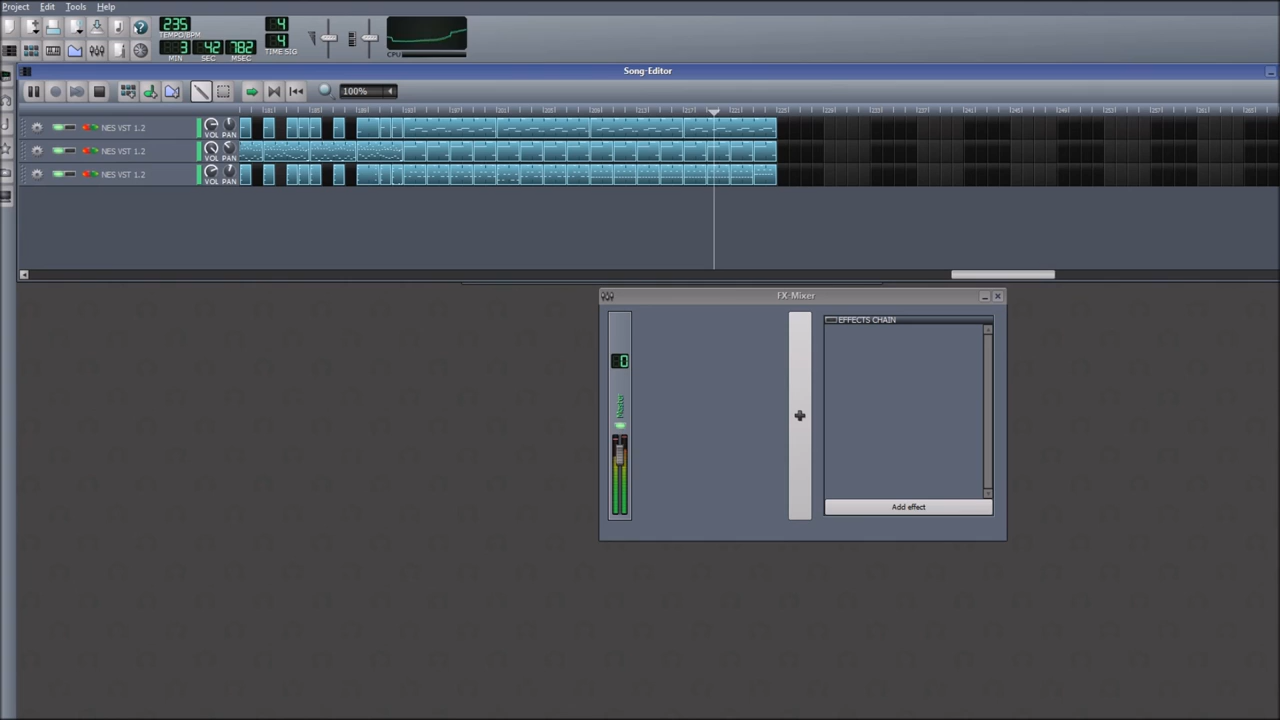 Project Edit Tools Help
235
TEMPO/BPM
3 42 782
MIN SEC MSEC
4
4
TIME SIG
CPU
Song-Editor
100%
NES VST 1.2 VOL PAN
NES VST 1.2 VOL PAN
NES VST 1.2 VOL PAN
FX-Mixer
0
Master
EFFECTS CHAIN
Add effect